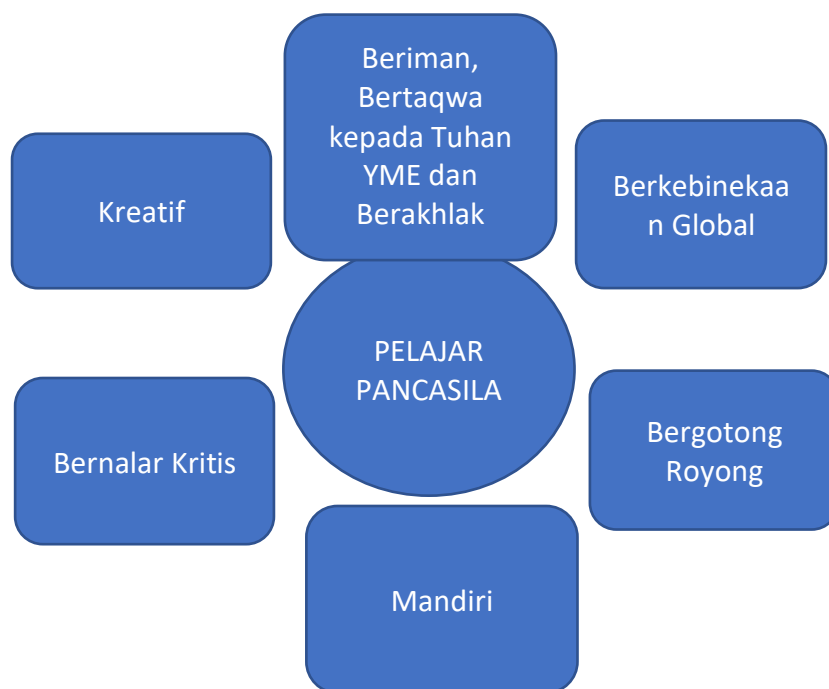 Beriman,
Bertaqwa
kepada Tuhan
YME dan
Berakhlak
Kreatif
Berkebinekaa
n Global
PELAJAR
PANCASILA
Bernalar Kritis
Bergotong
Royong
Mandiri